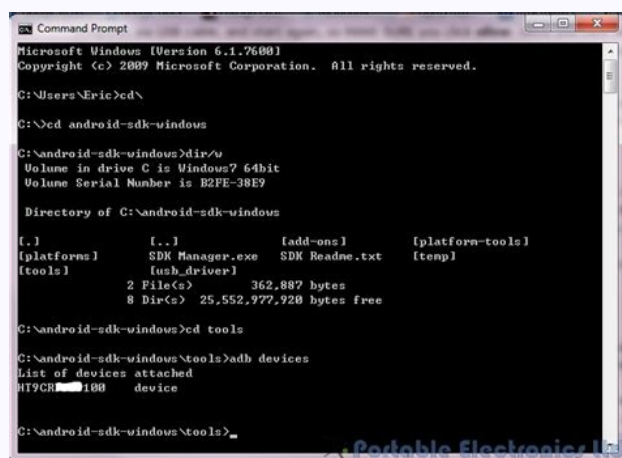 Command Prompt
Microsoft Windows [Version 6.1.7600]
Copyright (c) 2009 Microsoft Corporation.  All rights reserved.
C:\Users\Eric>cd\
C:\>cd android-sdk-windows
C:\android-sdk-windows>dir/w
Volume in drive C is Windows7 64bit
Volume Serial Number is B2FE-38E9
Directory of C:\android-sdk-windows
[.] [..] [add-ons] [platform-tools]
[platforms] SDK Manager.exe SDK Readme.txt [temp]
[tools] [usb_driver]
2 File(s) 362,887 bytes
8 Dir(s) 25,552,977,920 bytes free
C:\android-sdk-windows>cd tools
C:\android-sdk-windows\tools>adb devices
List of devices attached
HT9CR 100 device
C:\android-sdk-windows\tools>_
Portable Electronics